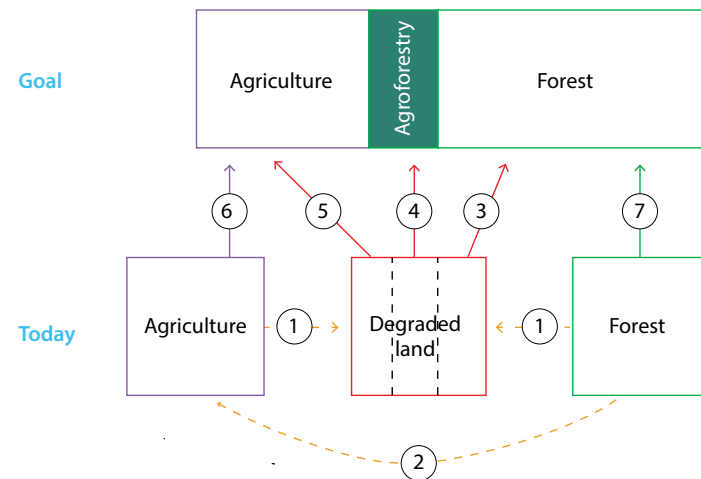 Goal
Agriculture
Agroforestry
Forest
6
5
4
3
7
Today
Agriculture
1
Degraded
land
1
Forest
2